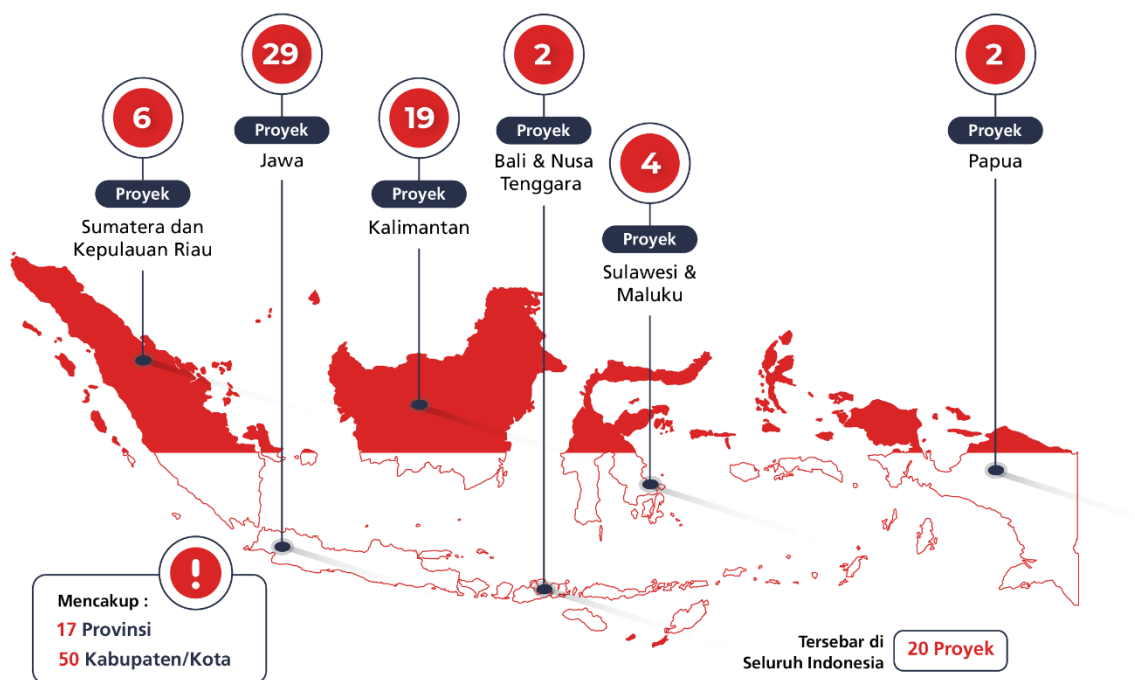 6
Proyek
Sumatera dan
Kepulauan Riau
29
Proyek
Jawa
19
Proyek
Kalimantan
2
Proyek
Bali & Nusa
Tenggara
4
Proyek
Sulawesi &
Maluku
2
Proyek
Papua
!
Mencakup :
17 Provinsi
50 Kabupaten/Kota
Tersebar di
Seluruh Indonesia
20 Proyek